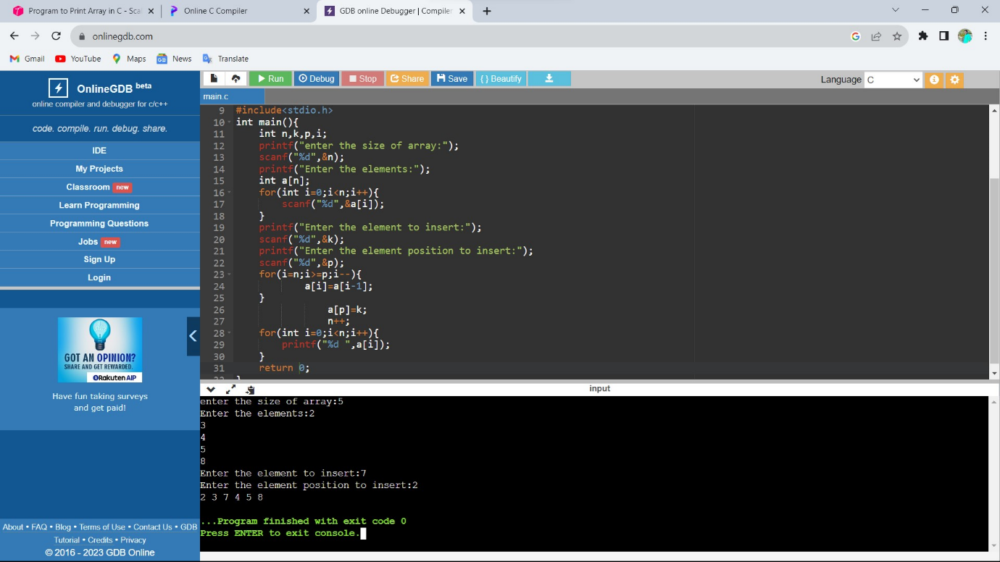 Program to Print Array in C - Sca
Online C Compiler
GDB online Debugger | Compiler
onlinegdb.com
Gmail
YouTube
Maps
News
Translate
OnlineGDB beta
online compiler and debugger for c/c++
code. compile. run. debug. share.
IDE
My Projects
Classroom new
Learn Programming
Programming Questions
Jobs new
Sign Up
Login
GOT AN OPINION?
SHARE AND GET REWARDED.
Rakuten AIP
Have fun taking surveys
and get paid!
About • FAQ • Blog • Terms of Use • Contact Us • GDB
Tutorial • Credits • Privacy
© 2016 - 2023 GDB Online
Run
Debug
Stop
Share
Save
{ } Beautify
Language C
main.c
9 #include<stdio.h>
10 int main(){
11 int n,k,p,i;
12 printf("enter the size of array:");
13 scanf("%d",&n);
14 printf("Enter the elements:");
15 int a[n];
16 for(int i=0;i<n;i++){
17 scanf("%d",&a[i]);
18 }
19 printf("Enter the element to insert:");
20 scanf("%d",&k);
21 printf("Enter the element position to insert:");
22 scanf("%d",&p);
23 for(i=n;i>=p;i--){
24 a[i]=a[i-1];
25 }
26 a[p]=k;
27 n++;
28 for(int i=0;i<n;i++){
29 printf("%d ",a[i]);
30 }
31 return 0;
input
enter the size of array:5
Enter the elements:2
3
4
5
8
Enter the element to insert:7
Enter the element position to insert:2
2 3 7 4 5 8
...Program finished with exit code 0
Press ENTER to exit console.